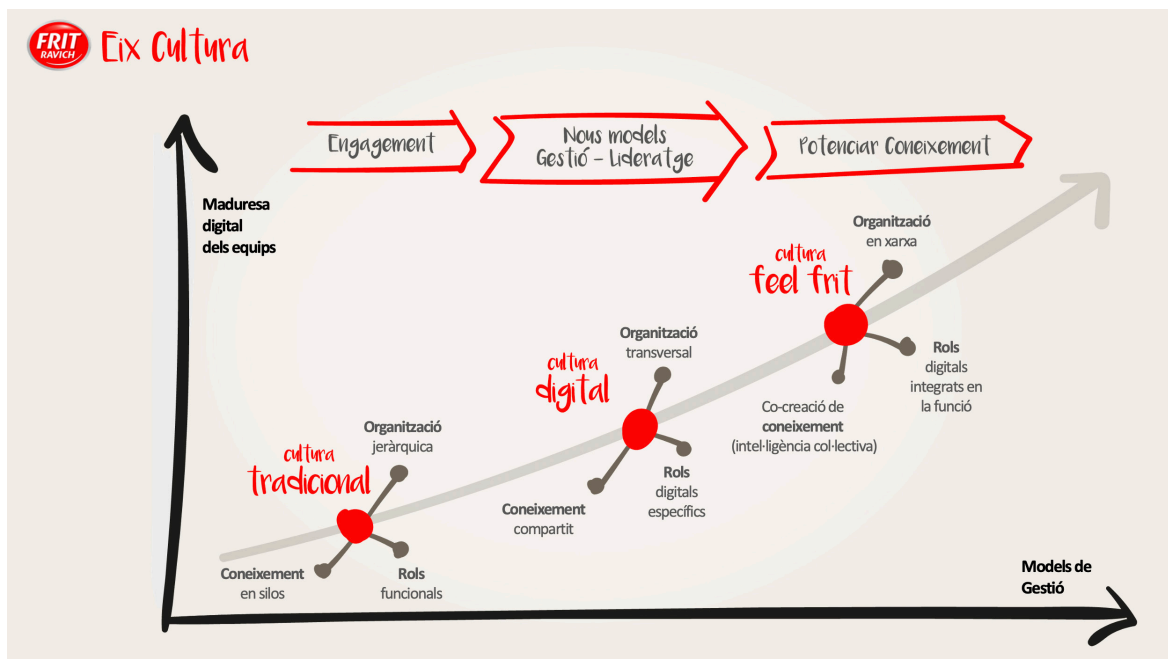 FRIT
RAVICH
Eix Cultura
Engagement
Nous models
Gestió - Lideratge
Potenciar Coneixement
Maduresa
digital
dels equips
cultura
tradicional
Organització
jeràrquica
Coneixement
en silos
Rols
funcionals
cultura
digital
Organització
transversal
Coneixement
compartit
Rols
digitals
específics
cultura
feel frit
Organització
en xarxa
Co-creació de
coneixement
(intel·ligència col·lectiva)
Rols
digitals
integrats en
la funció
Models de
Gestió